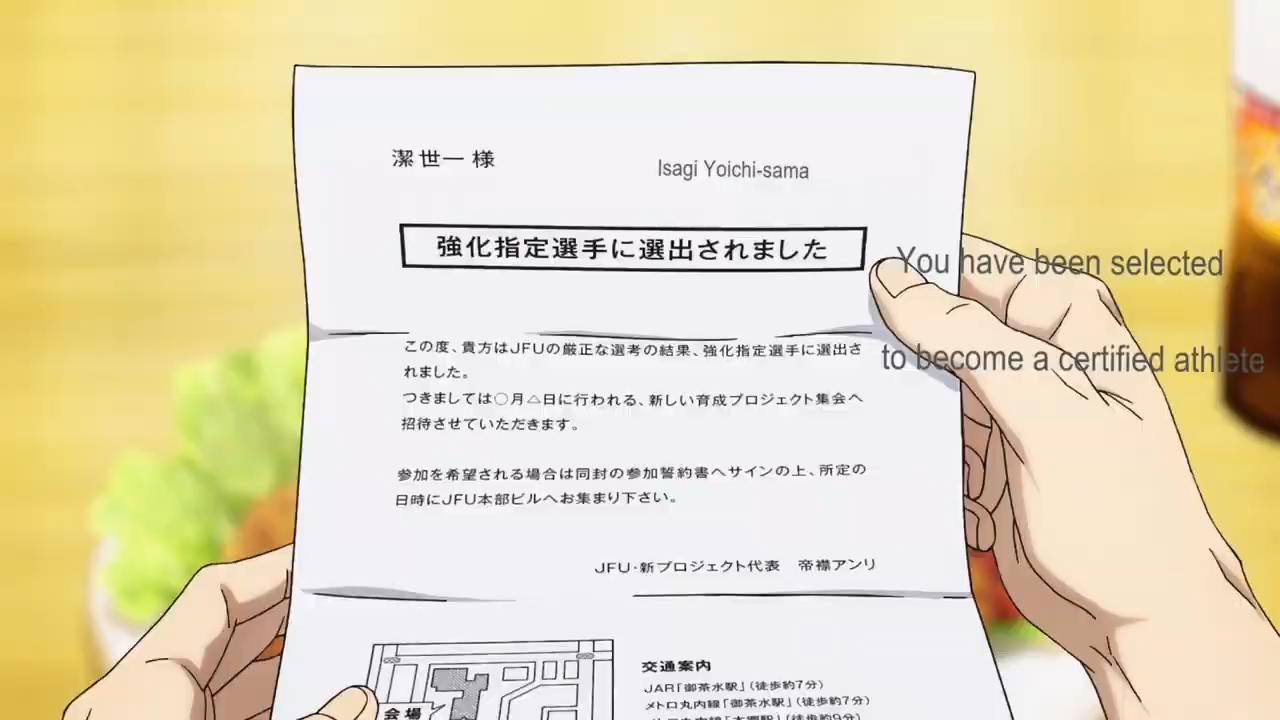 潔世一 様
Isagi Yoichi-sama
強化指定選手に選出されました
You have been selected
to become a certified athlete
この度、貴方はJFUの厳正な選考の結果、強化指定選手に選出さ
れました。
つきましては○月△日に行われる、新しい育成プロジェクト集会へ
招待させていただきます。
参加を希望される場合は同封の参加誓約書へサインの上、所定の
日時にJFU本部ビルへお集まり下さい。
JFU・新プロジェクト代表　帝襟アンリ
会場
交通案内
JAR「御茶水駅」(徒歩約7分)
メトロ丸内線「御茶水駅」(徒歩約7分)